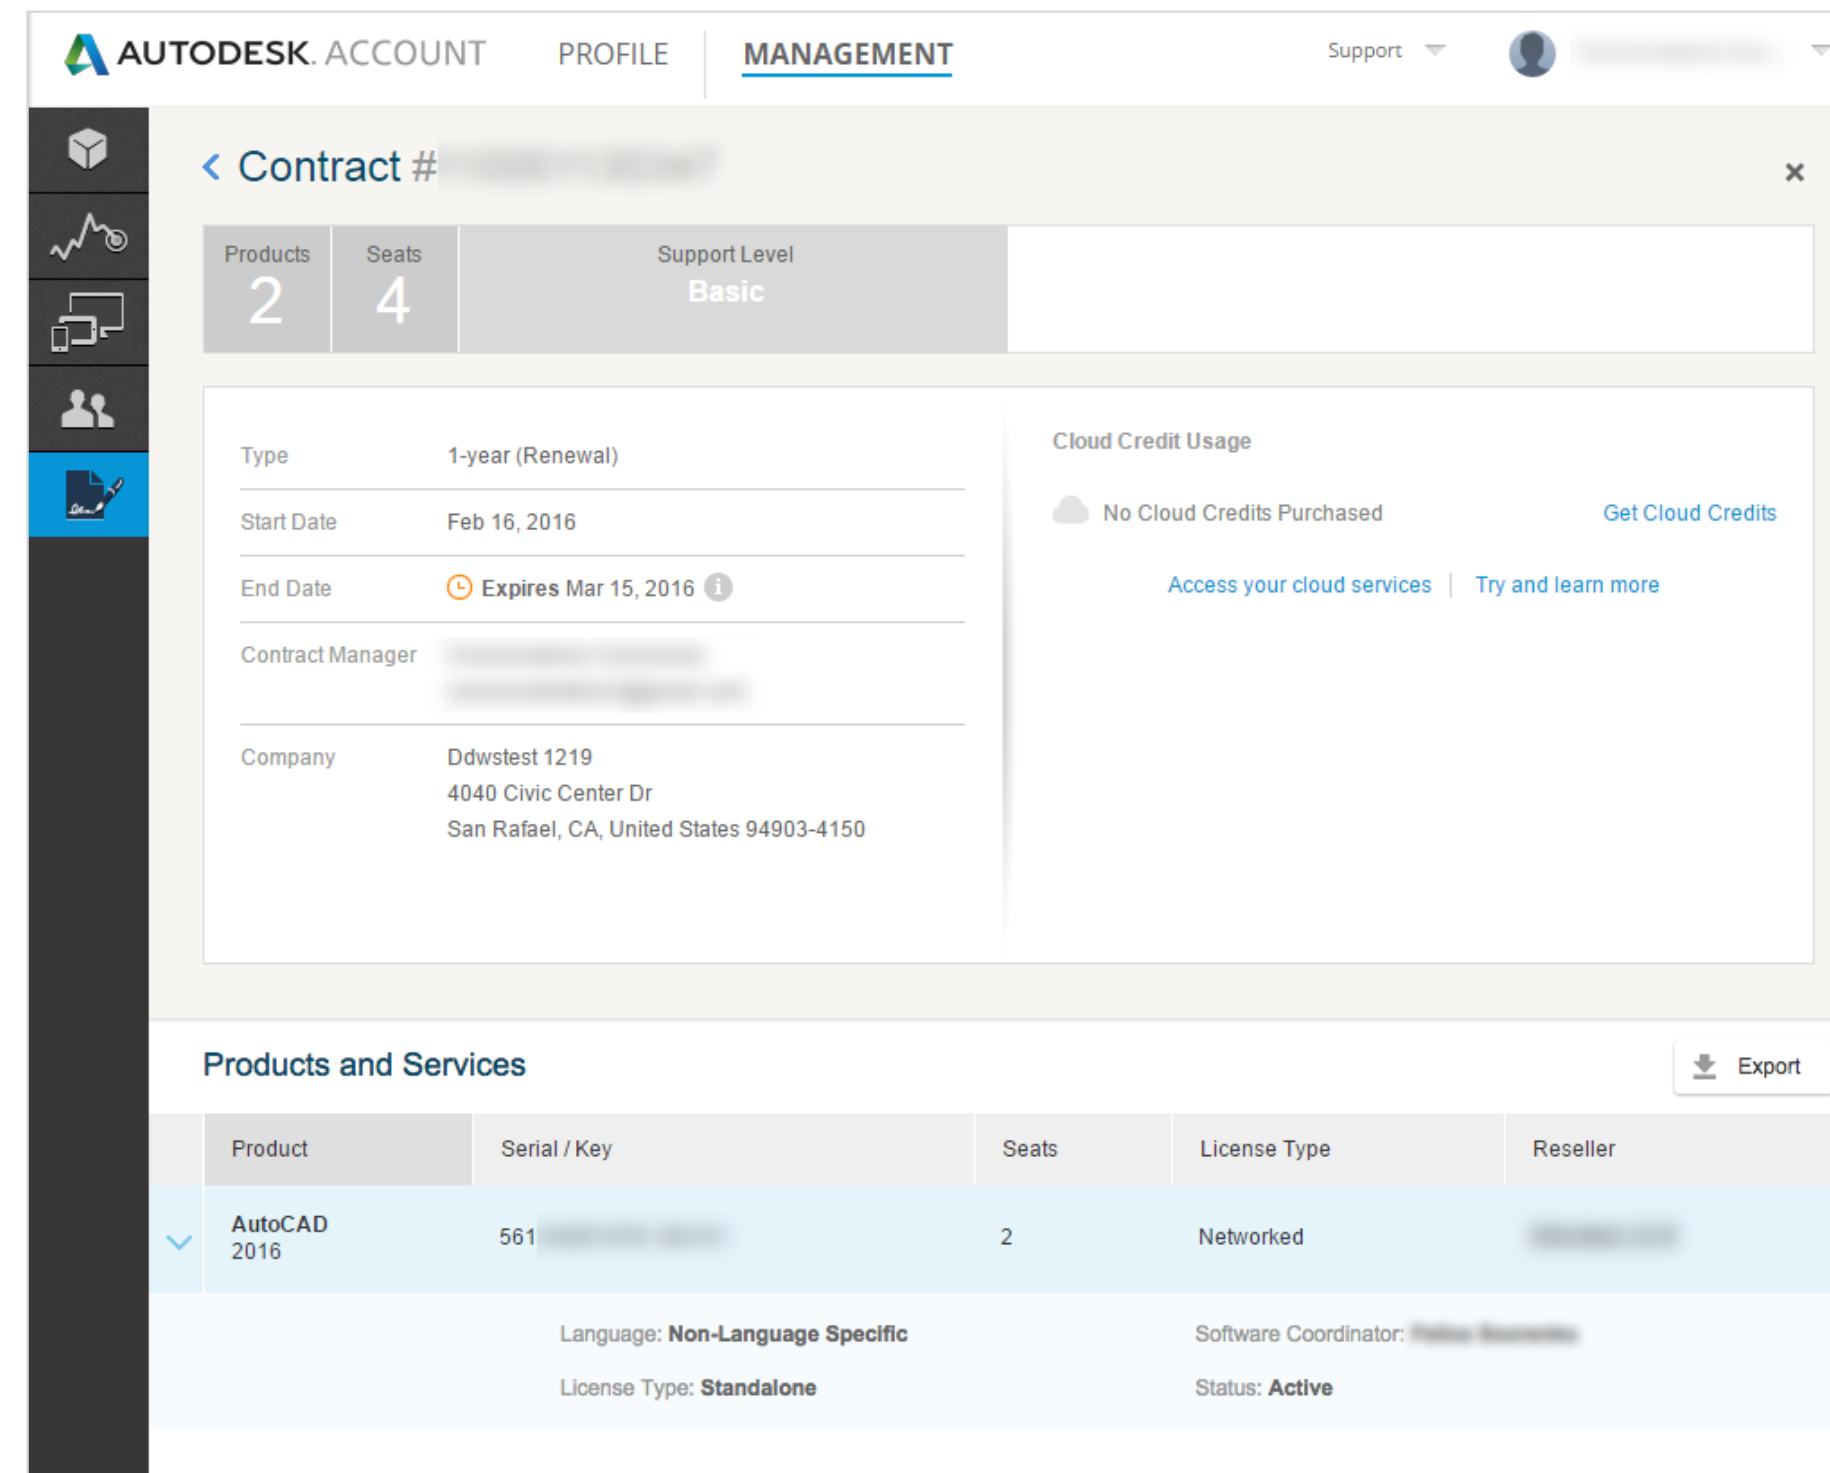 AUTODESK. ACCOUNT PROFILE MANAGEMENT Support
Contract #
Products Seats Support Level
2 4 Basic
Type 1-year (Renewal)
Start Date Feb 16, 2016
End Date Expires Mar 15, 2016
Contract Manager
Company Ddwstest 1219
4040 Civic Center Dr
San Rafael, CA, United States 94903-4150
Cloud Credit Usage
No Cloud Credits Purchased Get Cloud Credits
Access your cloud services Try and learn more
Products and Services Export
Product Serial / Key Seats License Type Reseller
AutoCAD
2016 561 2 Networked
Language: Non-Language Specific Software Coordinator:
License Type: Standalone Status: Active